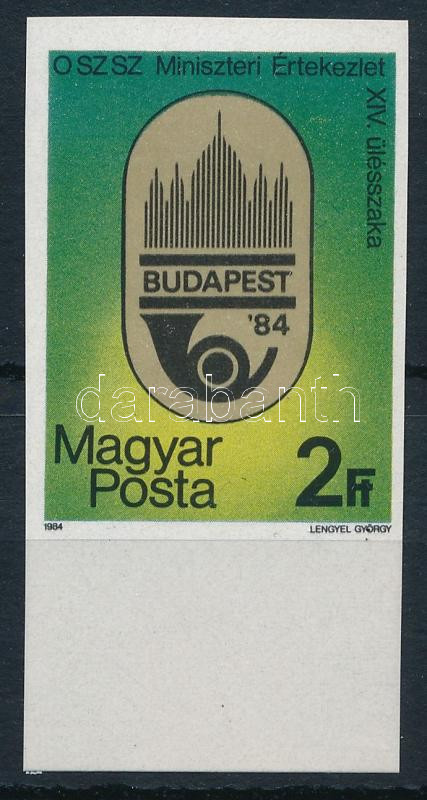 OSZSZ Miniszteri Értekezlet
XIV. ülésszaka
BUDAPEST
'84
darabanth
Magyar
Posta
2Ft
1984
LENGYEL GYÖRGY